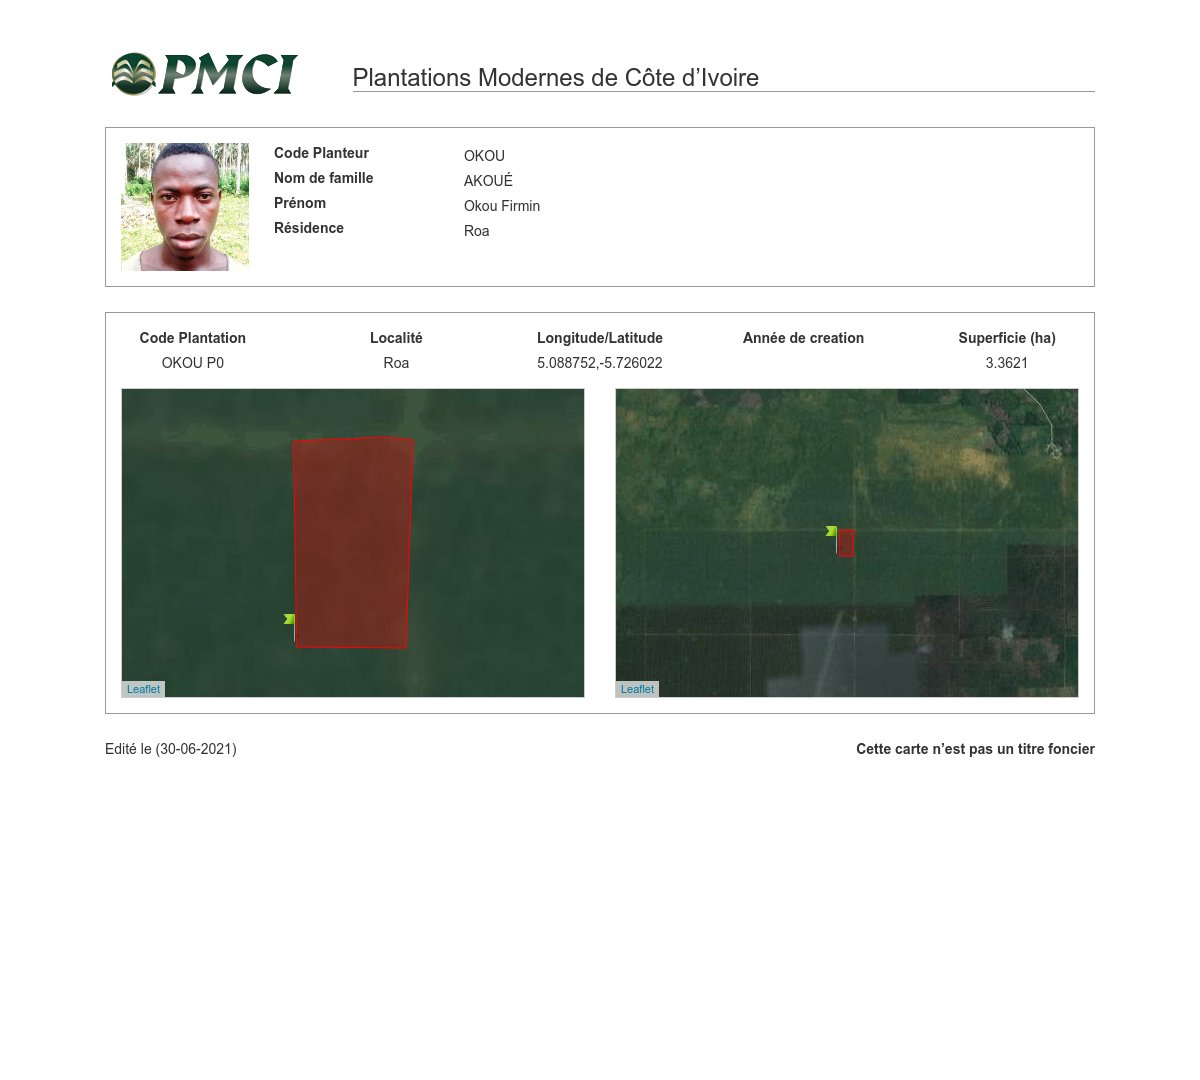 PMCI
Plantations Modernes de Côte d’Ivoire
Code Planteur OKOU
Nom de famille AKOUÉ
Prénom Okou Firmin
Résidence Roa
Code Plantation Localité Longitude/Latitude Année de creation Superficie (ha)
OKOU P0 Roa 5.088752,-5.726022 3.3621
Leaflet Leaflet
Edité le (30-06-2021) Cette carte n’est pas un titre foncier